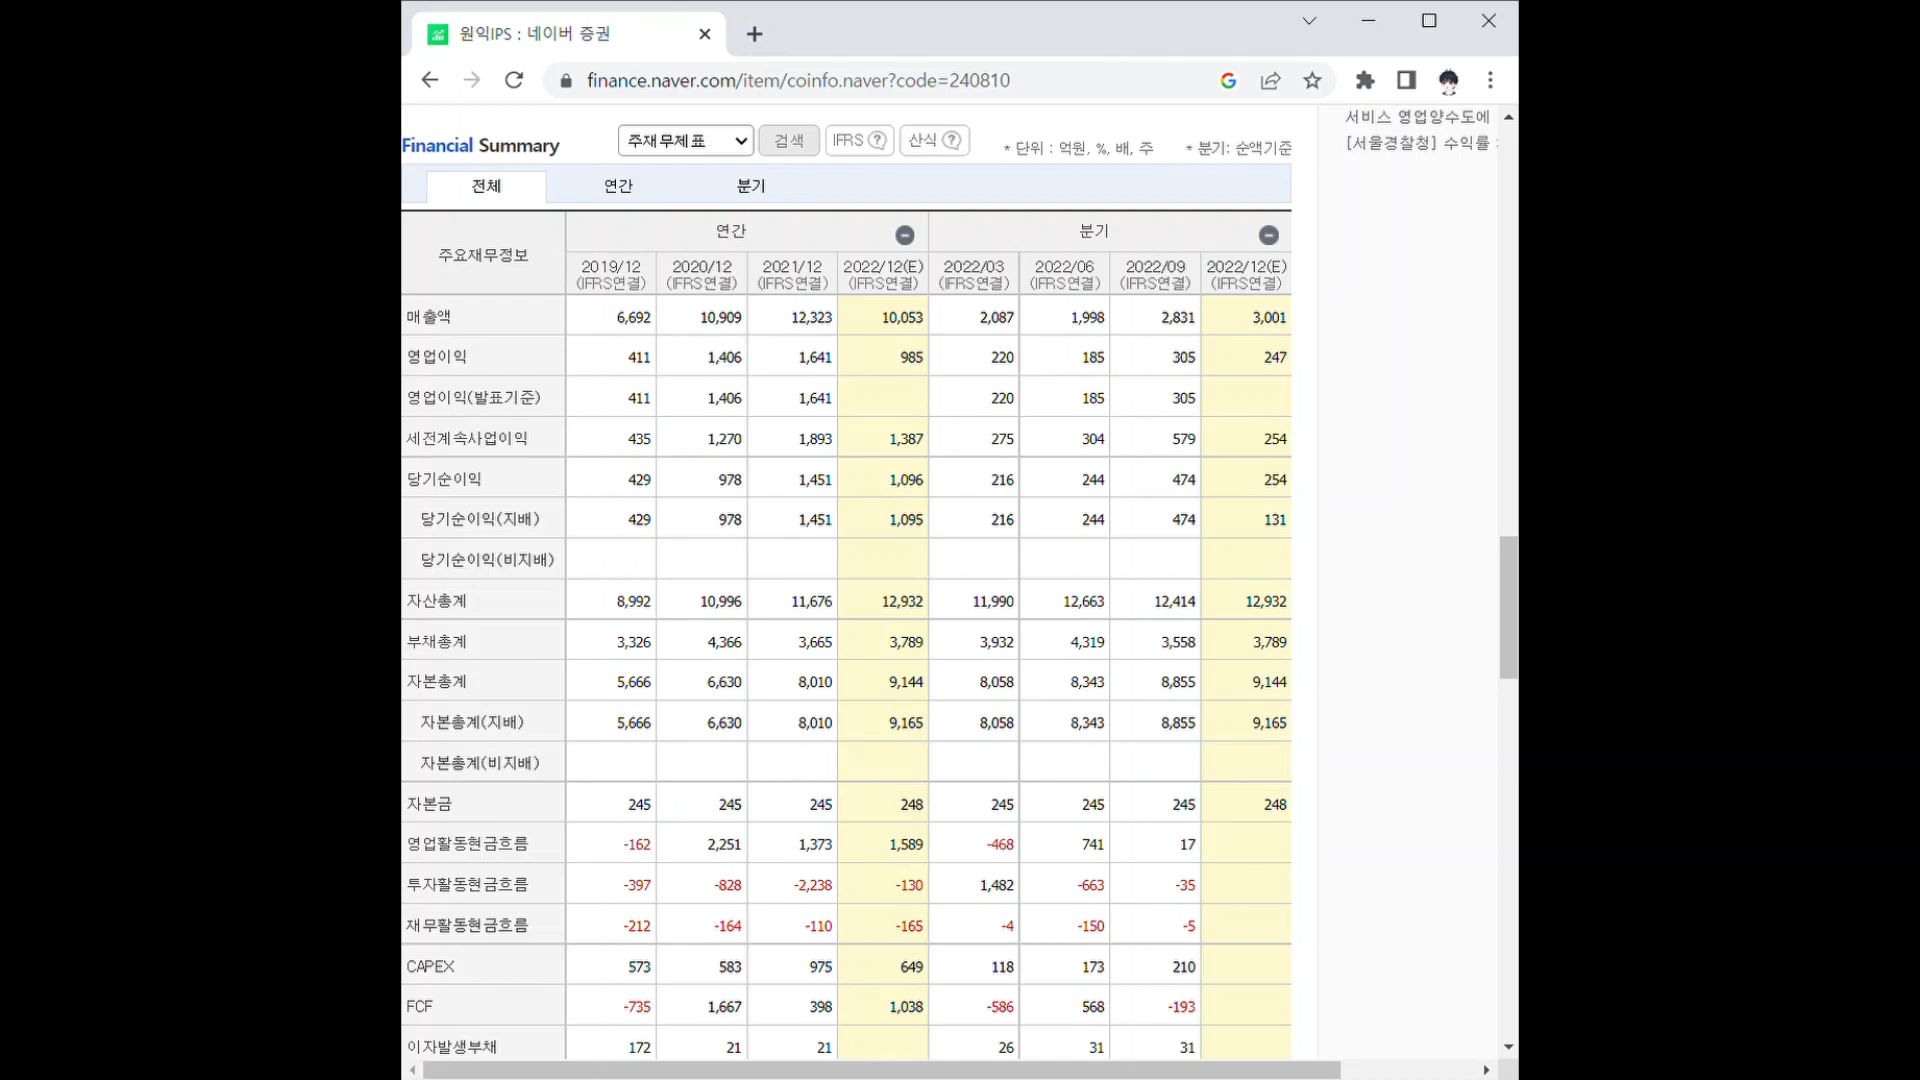 원익IPS : 네이버 증권
finance.naver.com/item/coinfo.naver?code=240810
서비스 영업양수도에
[서울경찰청] 수익률
Financial Summary 주재무제표 검색 IFRS ? 산식 ? * 단위 : 억원, %, 배, 주 * 분기: 순액기준
전체 연간 분기
주요재무정보 연간 분기
2019/12 2020/12 2021/12 2022/12(E) 2022/03 2022/06 2022/09 2022/12(E)
(IFRS연결) (IFRS연결) (IFRS연결) (IFRS연결) (IFRS연결) (IFRS연결) (IFRS연결) (IFRS연결)
매출액 6,692 10,909 12,323 10,053 2,087 1,998 2,831 3,001
영업이익 411 1,406 1,641 985 220 185 305 247
영업이익(발표기준) 411 1,406 1,641 220 185 305
세전계속사업이익 435 1,270 1,893 1,387 275 304 579 254
당기순이익 429 978 1,451 1,096 216 244 474 254
당기순이익(지배) 429 978 1,451 1,095 216 244 474 131
당기순이익(비지배)
자산총계 8,992 10,996 11,676 12,932 11,990 12,663 12,414 12,932
부채총계 3,326 4,366 3,665 3,789 3,932 4,319 3,558 3,789
자본총계 5,666 6,630 8,010 9,144 8,058 8,343 8,855 9,144
자본총계(지배) 5,666 6,630 8,010 9,165 8,058 8,343 8,855 9,165
자본총계(비지배)
자본금 245 245 245 248 245 245 245 248
영업활동현금흐름 -162 2,251 1,373 1,589 -468 741 17
투자활동현금흐름 -397 -828 -2,238 -130 1,482 -663 -35
재무활동현금흐름 -212 -164 -110 -165 -4 -150 -5
CAPEX 573 583 975 649 118 173 210
FCF -735 1,667 398 1,038 -586 568 -193
이자발생부채 172 21 21 26 31 31